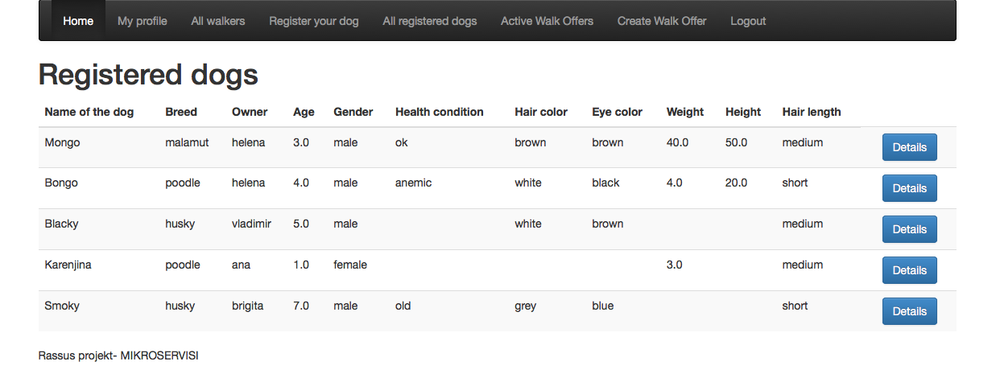 Home My profile All walkers Register your dog All registered dogs Active Walk Offers Create Walk Offer Logout
Registered dogs
Name of the dog Breed Owner Age Gender Health condition Hair color Eye color Weight Height Hair length
Mongo malamut helena 3.0 male ok brown brown 40.0 50.0 medium Details
Bongo poodle helena 4.0 male anemic white black 4.0 20.0 short Details
Blacky husky vladimir 5.0 male white brown medium Details
Karenjina poodle ana 1.0 female 3.0 medium Details
Smoky husky brigita 7.0 male old grey blue short Details
Rassus projekt- MIKROSERVISI